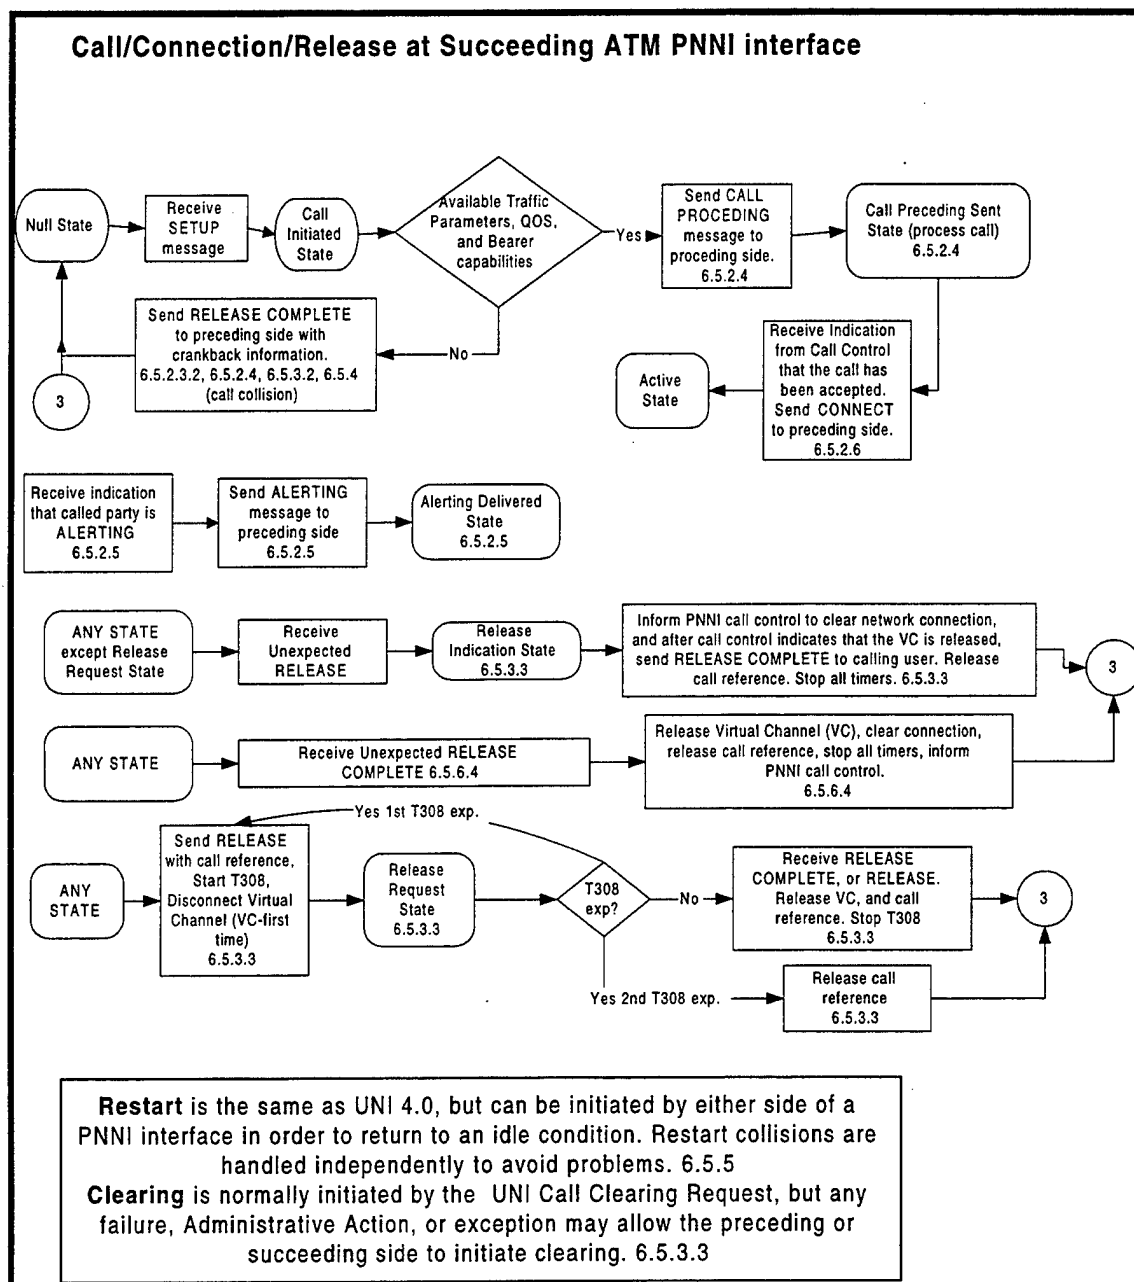 Call/Connection/Release at Succeeding ATM PNNI interface
Null State
Receive
SETUP
message
Call
Initiated
State
Available Traffic
Parameters, QOS,
and Bearer
capabilities
Yes
Send CALL
PROCEDING
message to
proceding side.
6.5.2.4
Call Preceding Sent
State (process call)
6.5.2.4
Send RELEASE COMPLETE
to preceding side with
crankback information.
6.5.2.3.2, 6.5.2.4, 6.5.3.2, 6.5.4
(call collision)
No
3
Receive Indication
from Call Control
that the call has
been accepted.
Send CONNECT
to preceding side.
6.5.2.6
Active
State
Receive indication
that called party is
ALERTING
6.5.2.5
Send ALERTING
message to
preceding side
6.5.2.5
Alerting Delivered
State
6.5.2.5
ANY STATE
except Release
Request State
Receive
Unexpected
RELEASE
Release
Indication State
6.5.3.3
Inform PNNI call control to clear network connection,
and after call control indicates that the VC is released,
send RELEASE COMPLETE to calling user. Release
call reference. Stop all timers. 6.5.3.3
3
ANY STATE
Receive Unexpected RELEASE
COMPLETE 6.5.6.4
Release Virtual Channel (VC), clear connection,
release call reference, stop all timers, inform
PNNI call control.
6.5.6.4
Yes 1st T308 exp.
ANY
STATE
Send RELEASE
with call reference,
Start T308,
Disconnect Virtual
Channel (VC-first
time)
6.5.3.3
Release
Request
State
6.5.3.3
T308
exp?
No
Receive RELEASE
COMPLETE, or RELEASE.
Release VC, and call
reference. Stop T308
6.5.3.3
3
Yes 2nd T308 exp.
Release call
reference
6.5.3.3
Restart is the same as UNI 4.0, but can be initiated by either side of a
PNNI interface in order to return to an idle condition. Restart collisions are
handled independently to avoid problems. 6.5.5
Clearing is normally initiated by the UNI Call Clearing Request, but any
failure, Administrative Action, or exception may allow the preceding or
succeeding side to initiate clearing. 6.5.3.3